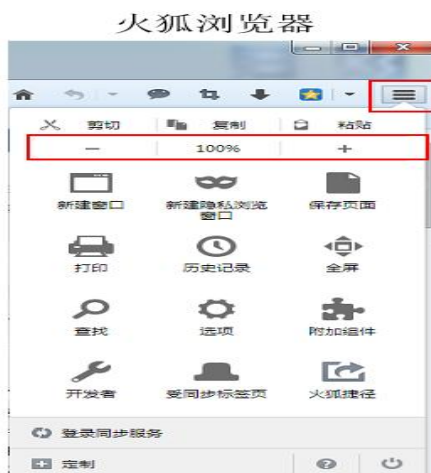 火狐浏览器
剪切 复制 粘贴
− 100% +
新建窗口 新建隐私浏览窗口 保存页面
打印 历史记录 全屏
查找 选项 附加组件
开发者 受同步标签页 火狐捷径
登录同步服务
定制